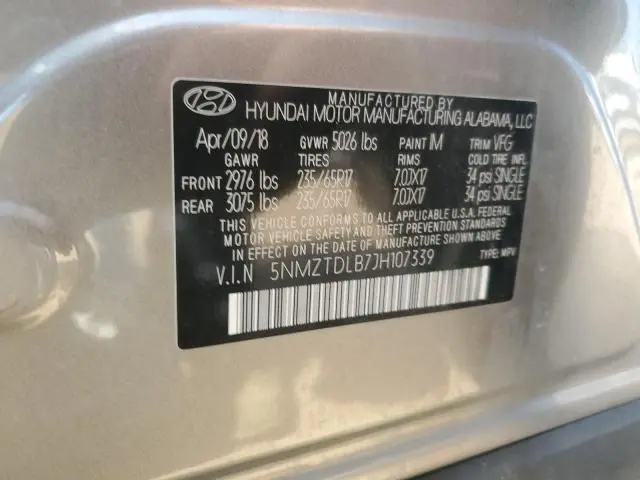 MANUFACTURED BY
HYUNDAI MOTOR MANUFACTURING ALABAMA, LLC
Apr/09/18 GVWR 5026 lbs PAINT IM TRIM VFG
GAWR TIRES RIMS COLD TIRE INFL.
FRONT 2976 lbs 235/65R17 7.0JX17 34 psi SINGLE
REAR 3075 lbs 235/65R17 7.0JX17 34 psi SINGLE
THIS VEHICLE CONFORMS TO ALL APPLICABLE U.S.A. FEDERAL
MOTOR VEHICLE SAFETY AND THEFT PREVENTION STANDARDS
IN EFFECT ON THE DATE OF MANUFACTURE SHOWN ABOVE.
V.I.N 5NMZTDLB7JH107339 TYPE: MPV